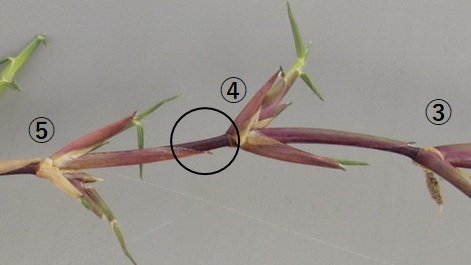 ⑤ ④ ③